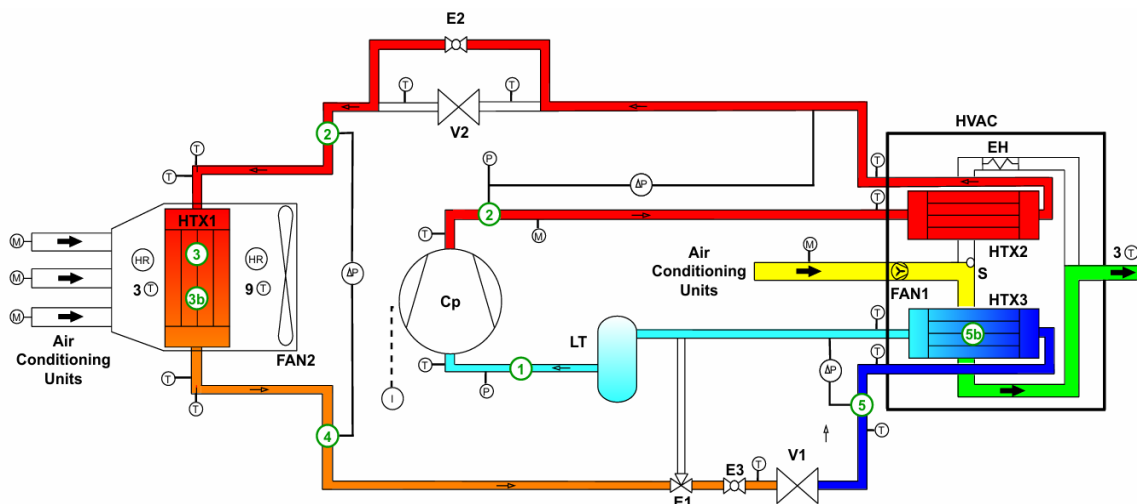 E2
T
T
V2
2
T
T
P
ΔP
HVAC
EH
T
T
HTX1
2
M
HTX2
M
M
M
HR
3
HR
3 T
3b
9 T
ΔP
T
Cp
Air
Conditioning
Units
M
FAN1
S
3 T
HTX3
Air
Conditioning
Units
FAN2
LT
T
5b
T
T
I
P
1
ΔP
T
5
T
T
4
E1
E3
T
V1
T